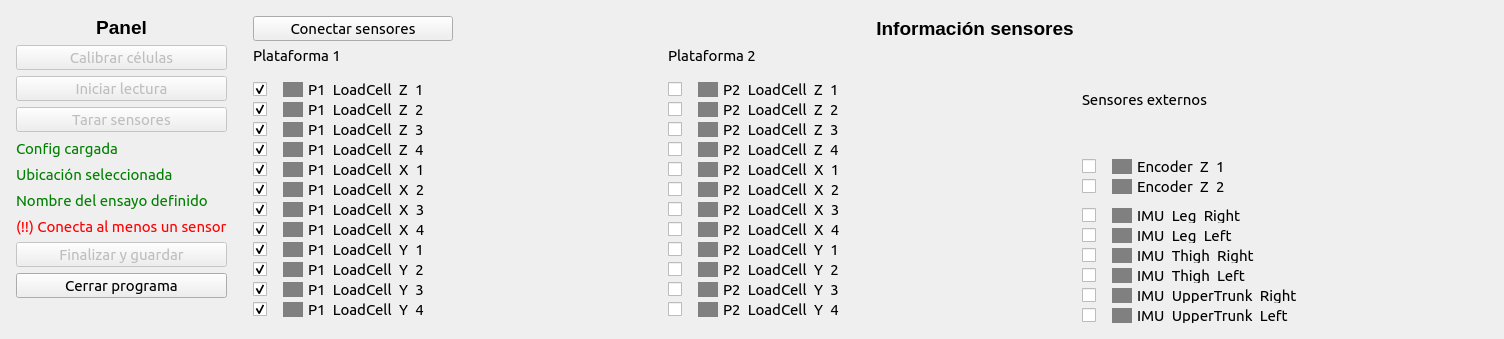 Panel
Calibrar células
Iniciar lectura
Tarar sensores
Config cargada
Ubicación seleccionada
Nombre del ensayo definido
(!!) Conecta al menos un sensor
Finalizar y guardar
Cerrar programa
Conectar sensores
Información sensores
Plataforma 1
P1 LoadCell Z 1
P1 LoadCell Z 2
P1 LoadCell Z 3
P1 LoadCell Z 4
P1 LoadCell X 1
P1 LoadCell X 2
P1 LoadCell X 3
P1 LoadCell X 4
P1 LoadCell Y 1
P1 LoadCell Y 2
P1 LoadCell Y 3
P1 LoadCell Y 4
Plataforma 2
P2 LoadCell Z 1
P2 LoadCell Z 2
P2 LoadCell Z 3
P2 LoadCell Z 4
P2 LoadCell X 1
P2 LoadCell X 2
P2 LoadCell X 3
P2 LoadCell X 4
P2 LoadCell Y 1
P2 LoadCell Y 2
P2 LoadCell Y 3
P2 LoadCell Y 4
Sensores externos
Encoder Z 1
Encoder Z 2
IMU Leg Right
IMU Leg Left
IMU Thigh Right
IMU Thigh Left
IMU UpperTrunk Right
IMU UpperTrunk Left